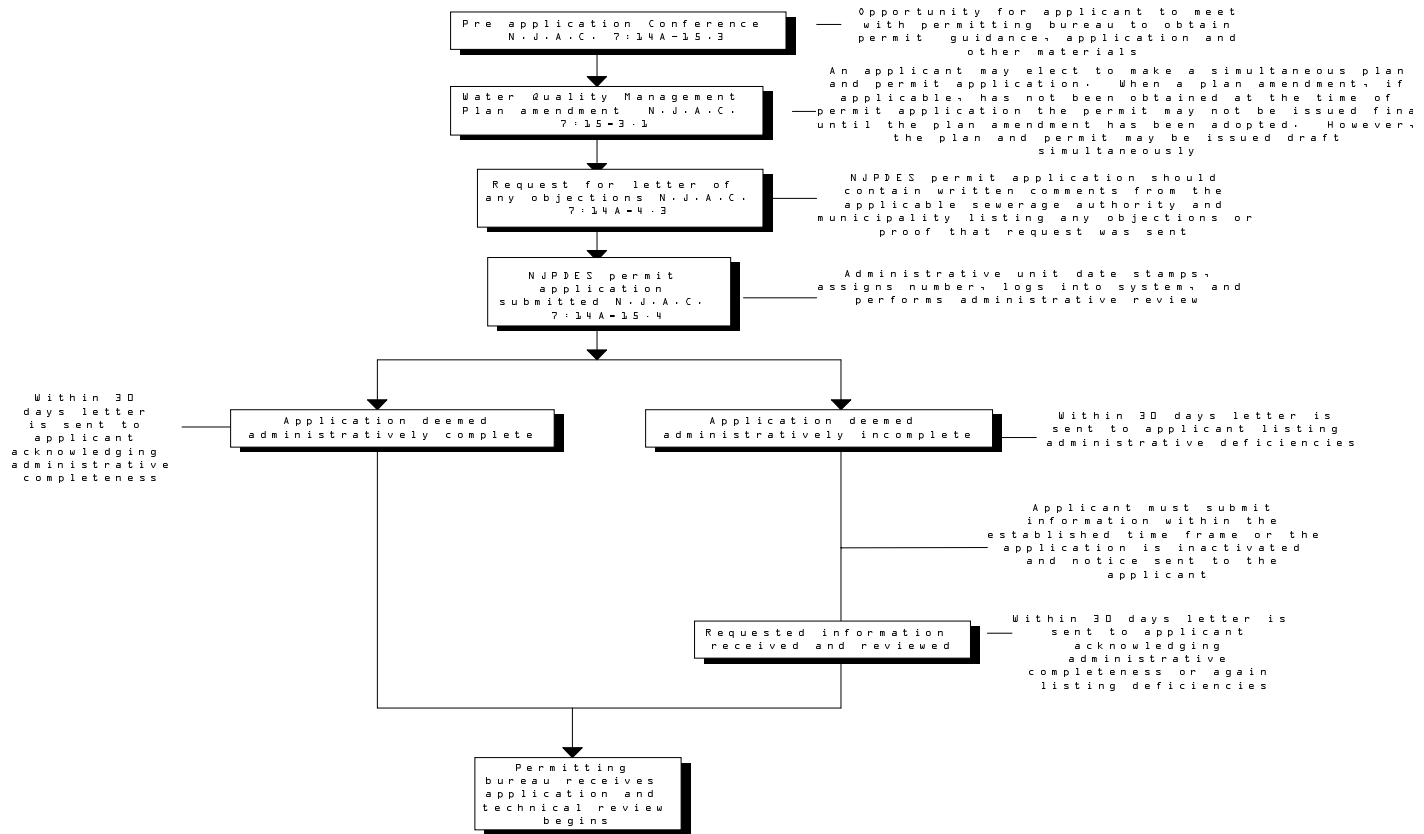 Pre application Conference
N.J.A.C. 7:14A-15.3
Opportunity for applicant to meet
with permitting bureau to obtain
permit guidance, application and
other materials
Water Quality Management
Plan amendment N.J.A.C.
7:15-3.1
An applicant may elect to make a simultaneous plan
and permit application. When a plan amendment, if
applicable, has not been obtained at the time of
permit application the permit may not be issued fina
until the plan amendment has been adopted. However,
the plan and permit may be issued draft
simultaneously
Request for letter of
any objections N.J.A.C.
7:14A-4.3
NJPDES permit application should
contain written comments from the
applicable sewerage authority and
municipality listing any objections or
proof that request was sent
NJPDES permit
application
submitted N.J.A.C.
7:14A-15.4
Administrative unit date stamps,
assigns number, logs into system, and
performs administrative review
Within 30
days letter
is sent to
applicant
acknowledging
administrative
completeness
Application deemed
administratively complete
Application deemed
administratively incomplete
Within 30 days letter is
sent to applicant listing
administrative deficiencies
Applicant must submit
information within the
established time frame or the
application is inactivated
and notice sent to the
applicant
Requested information
received and reviewed
Within 30 days letter is
sent to applicant
acknowledging
administrative
completeness or again
listing deficiencies
Permitting
bureau receives
application and
technical review
begins